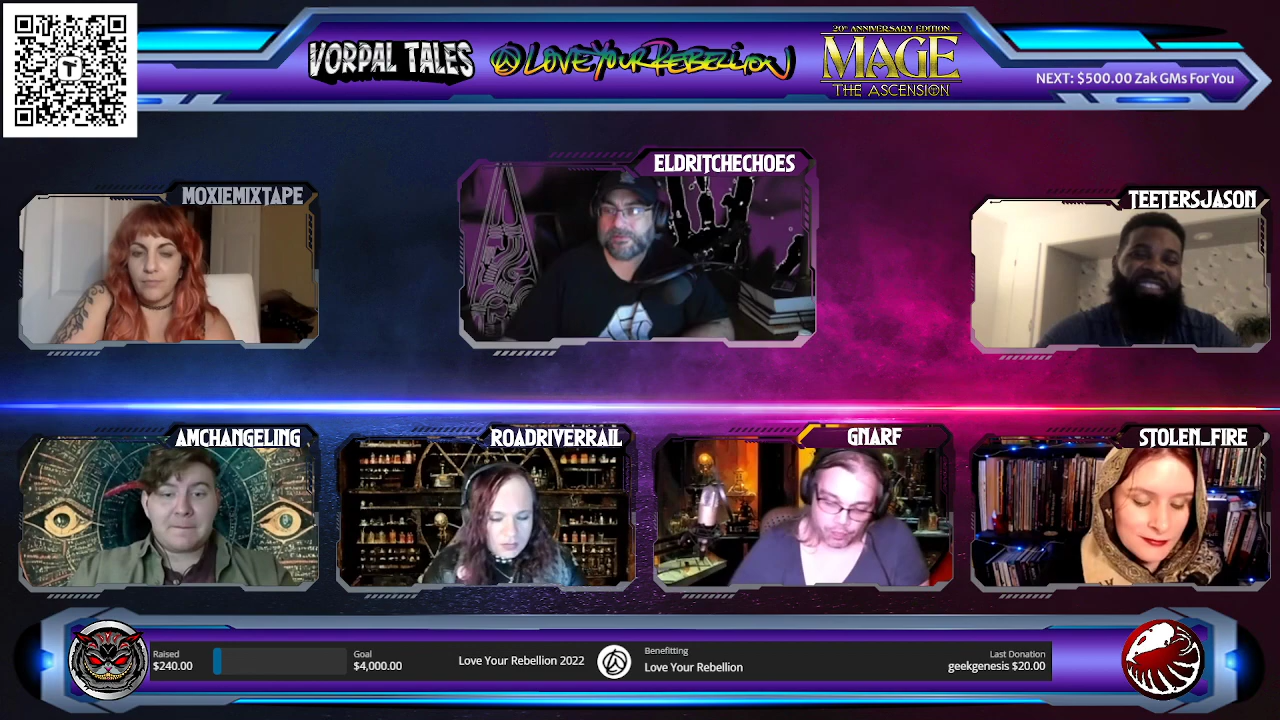 VORPAL TALES
@LOVEYOURREBELLION
20TH ANNIVERSARY EDITION
MAGE
THE ASCENSION
NEXT: $500.00 Zak GMs For You
ELDRITCHECHOES
MOXIEMIXTAPE
TEETERSJASON
AMCHANGELING
ROADRIVERRAIL
GNARF
STOLEN_FIRE
Raised
$240.00
Goal
$4,000.00
Love Your Rebellion 2022
Benefitting
Love Your Rebellion
Last Donation
geekgenesis $20.00